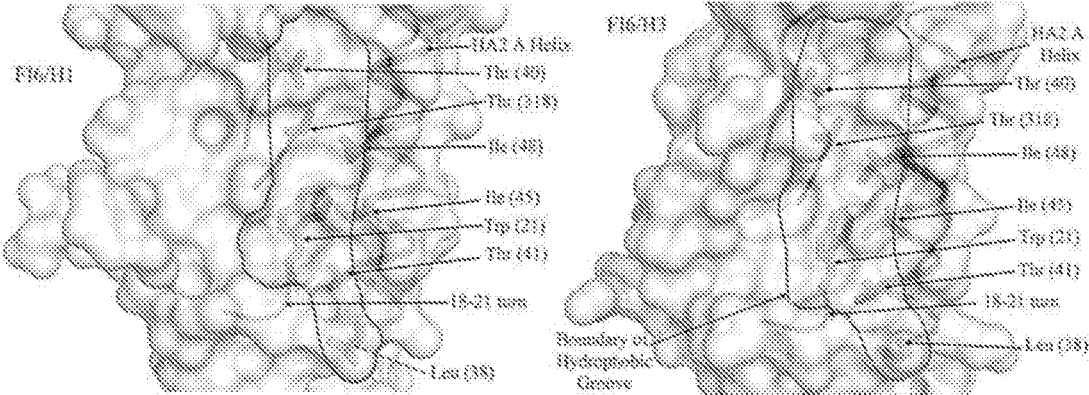 FI6/H1
HA2 A Helix
Thr (40)
Thr (318)
Ile (48)
Ile (45)
Trp (21)
Thr (41)
18-21 turn
Leu (38)
FI6/H3
HA2 A
Helix
Thr (40)
Thr (318)
Ile (48)
Ile (45)
Trp (21)
Thr (41)
18-21 turn
Leu (38)
Boundary of
Hydrophobic
Groove